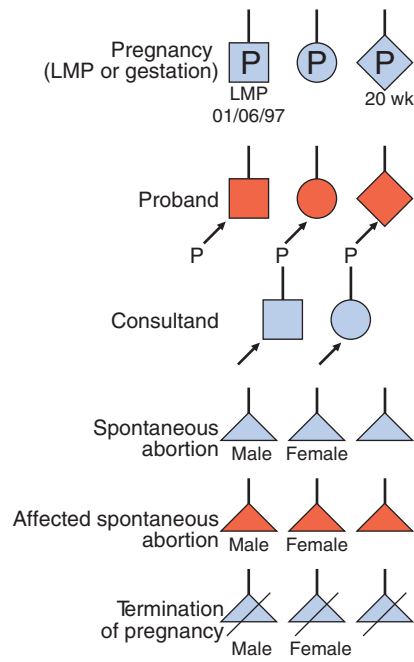 Pregnancy
(LMP or gestation)
P P P
LMP
01/06/97
20 wk
Proband
P P P
Consultand
Spontaneous
abortion
Male Female
Affected spontaneous
abortion
Male Female
Termination
of pregnancy
Male Female